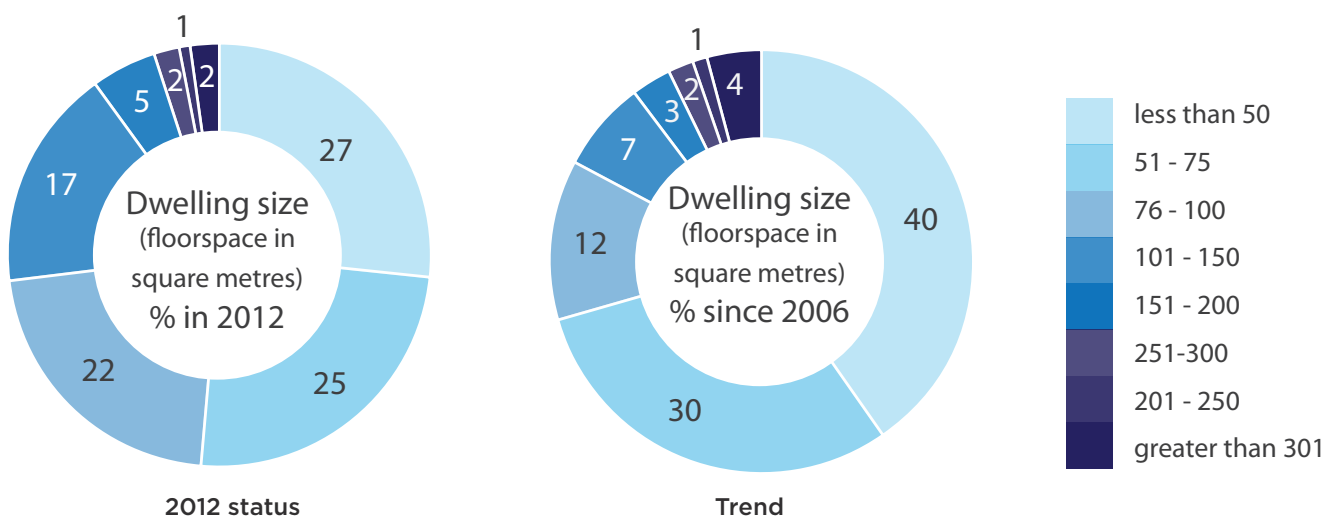 1
2
2
5
27
17
22
25
Dwelling size
(floorspace in
square metres)
% in 2012
2012 status
1
2
4
3
7
40
12
30
Dwelling size
(floorspace in
square metres)
% since 2006
Trend
less than 50
51 - 75
76 - 100
101 - 150
151 - 200
251-300
201 - 250
greater than 301